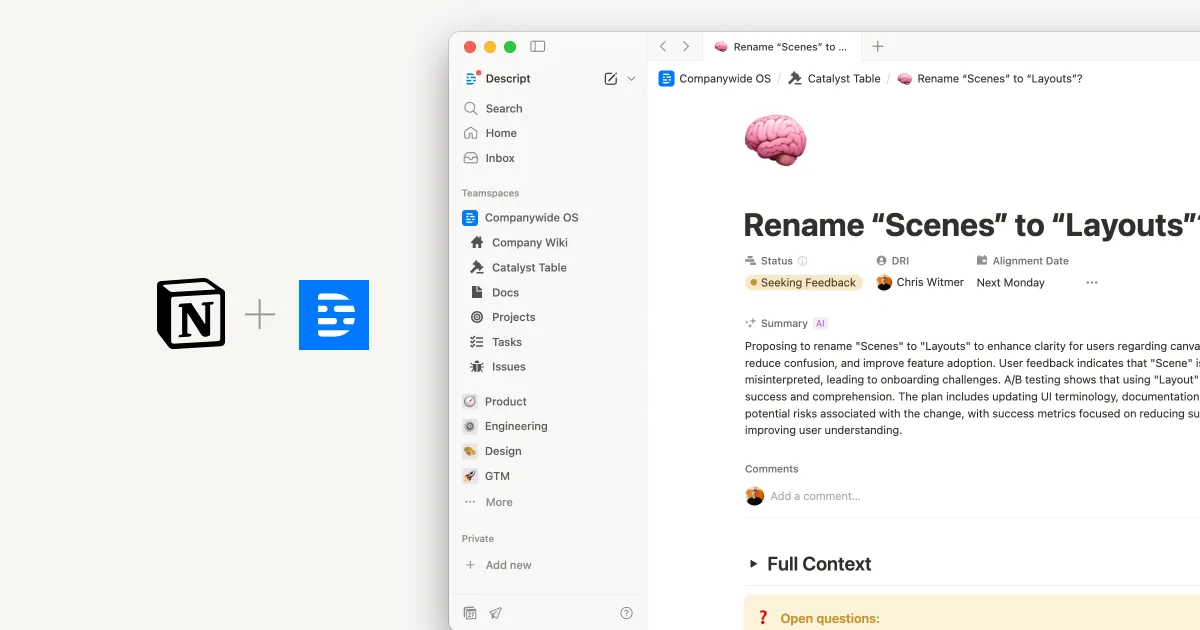 N
Rename “Scenes” to ...
Descript
Companywide OS / Catalyst Table / Rename “Scenes” to “Layouts”?
Search
Home
Inbox
Teamspaces
Companywide OS
Company Wiki
Catalyst Table
Docs
Projects
Tasks
Issues
Product
Engineering
Design
GTM
More
Private
Add new
27
Rename “Scenes” to “Layouts”?
Status DRI Alignment Date
Seeking Feedback Chris Witmer Next Monday
Summary AI
Proposing to rename "Scenes" to "Layouts" to enhance clarity for users regarding
reduce confusion, and improve feature adoption. User feedback indicates that "Scene"
misinterpreted, leading to onboarding challenges. A/B testing shows that using "Layout"
success and comprehension. The plan includes updating UI terminology, documentation
potential risks associated with the change, with success metrics focused on reducing
improving user understanding.
Comments
Add a comment...
Full Context
❓ Open questions: